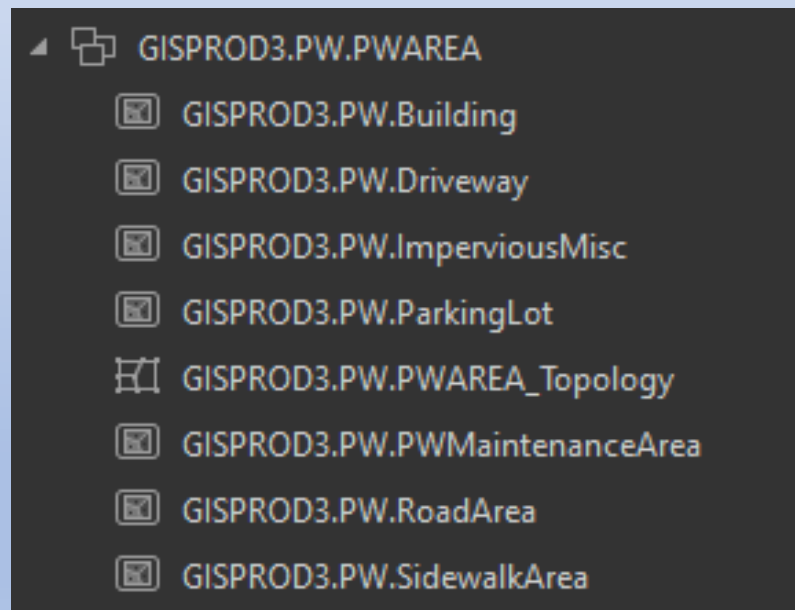 GISPROD3.PW.PWAREA
GISPROD3.PW.Building
GISPROD3.PW.Driveway
GISPROD3.PW.ImperviousMisc
GISPROD3.PW.ParkingLot
GISPROD3.PW.PWAREA_Topology
GISPROD3.PW.PWMaintenanceArea
GISPROD3.PW.RoadArea
GISPROD3.PW.SidewalkArea